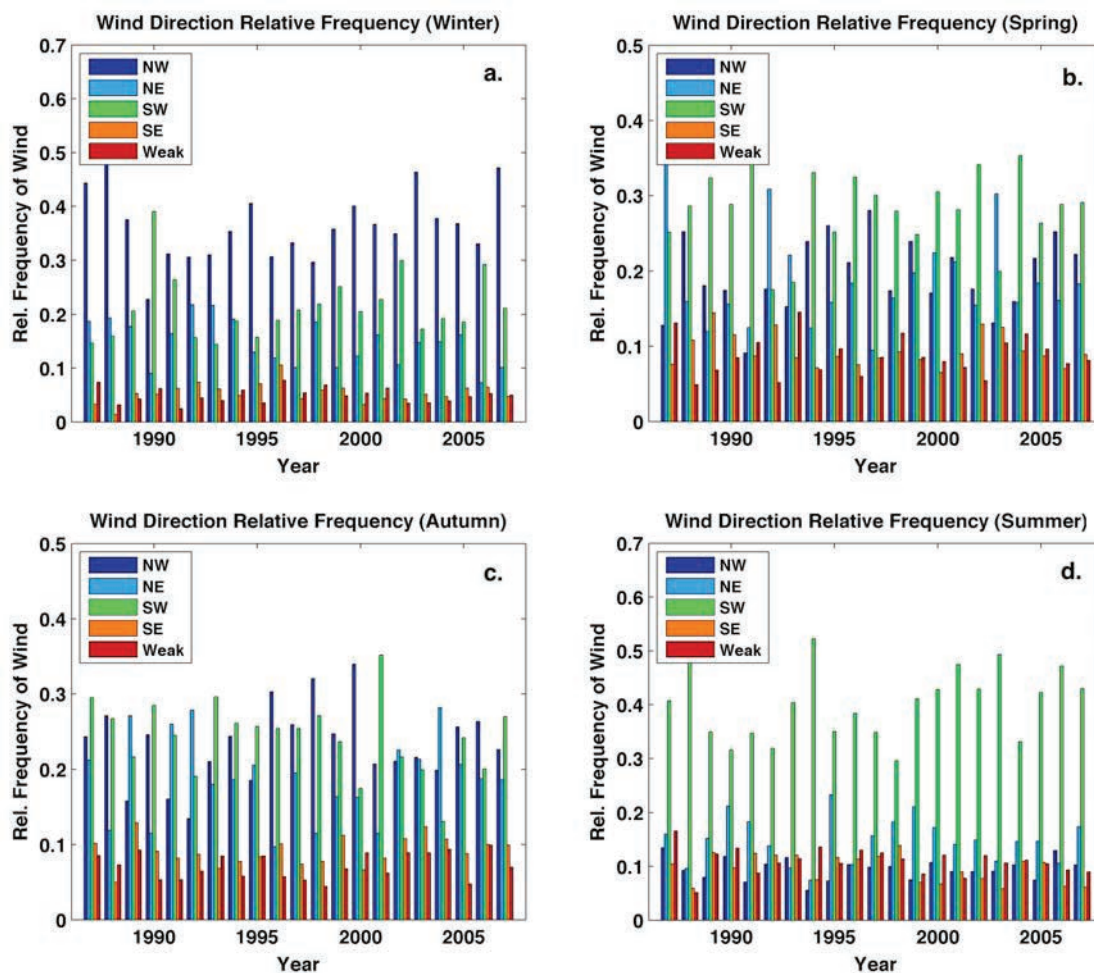 Wind Direction Relative Frequency (Winter)
0.7
0.6
0.5
0.4
0.3
0.2
0.1
0
Rel. Frequency of Wind
NW
NE
SW
SE
Weak
a.
1990 1995 2000 2005
Year
Wind Direction Relative Frequency (Spring)
0.5
0.4
0.3
0.2
0.1
0
Rel. Frequency of Wind
NW
NE
SW
SE
Weak
b.
1990 1995 2000 2005
Year
Wind Direction Relative Frequency (Autumn)
0.5
0.4
0.3
0.2
0.1
0
Rel. Frequency of Wind
NW
NE
SW
SE
Weak
c.
1990 1995 2000 2005
Year
Wind Direction Relative Frequency (Summer)
0.7
0.6
0.5
0.4
0.3
0.2
0.1
0
Rel. Frequency of Wind
NW
NE
SW
SE
Weak
d.
1990 1995 2000 2005
Year